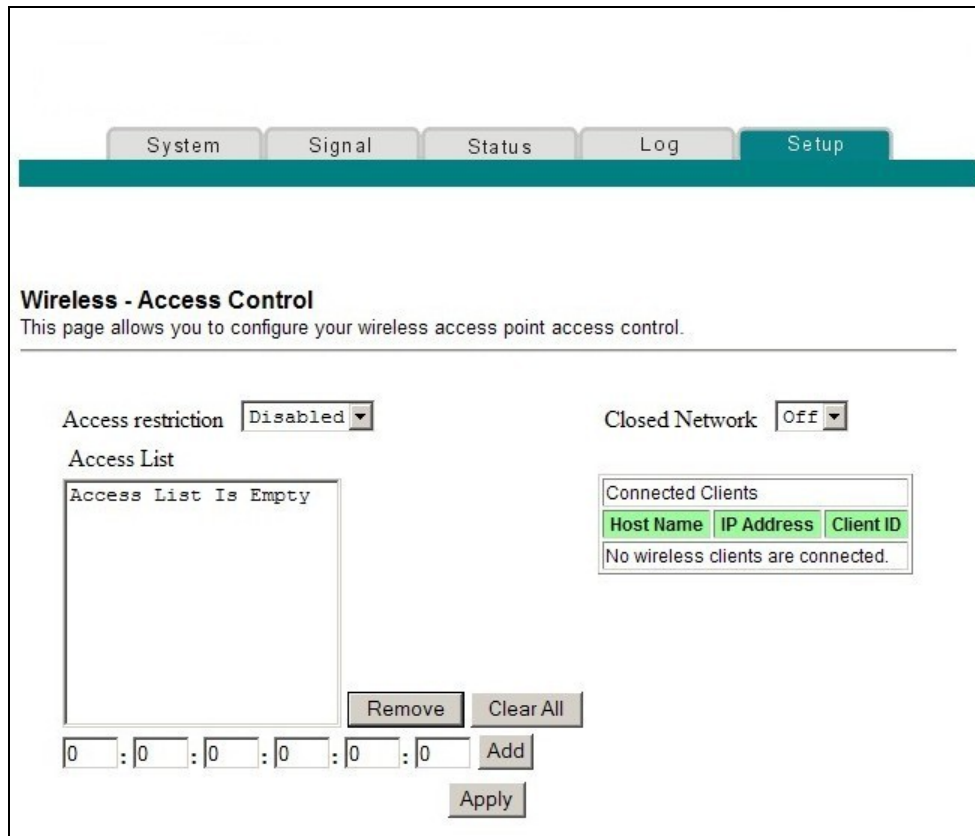 System Signal Status Log Setup
Wireless - Access Control
This page allows you to configure your wireless access point access control.
Access restriction Disabled Closed Network Off
Access List
Access List Is Empty
Connected Clients
Host Name IP Address Client ID
No wireless clients are connected.
Remove Clear All
0 : 0 : 0 : 0 : 0 : 0 Add
Apply